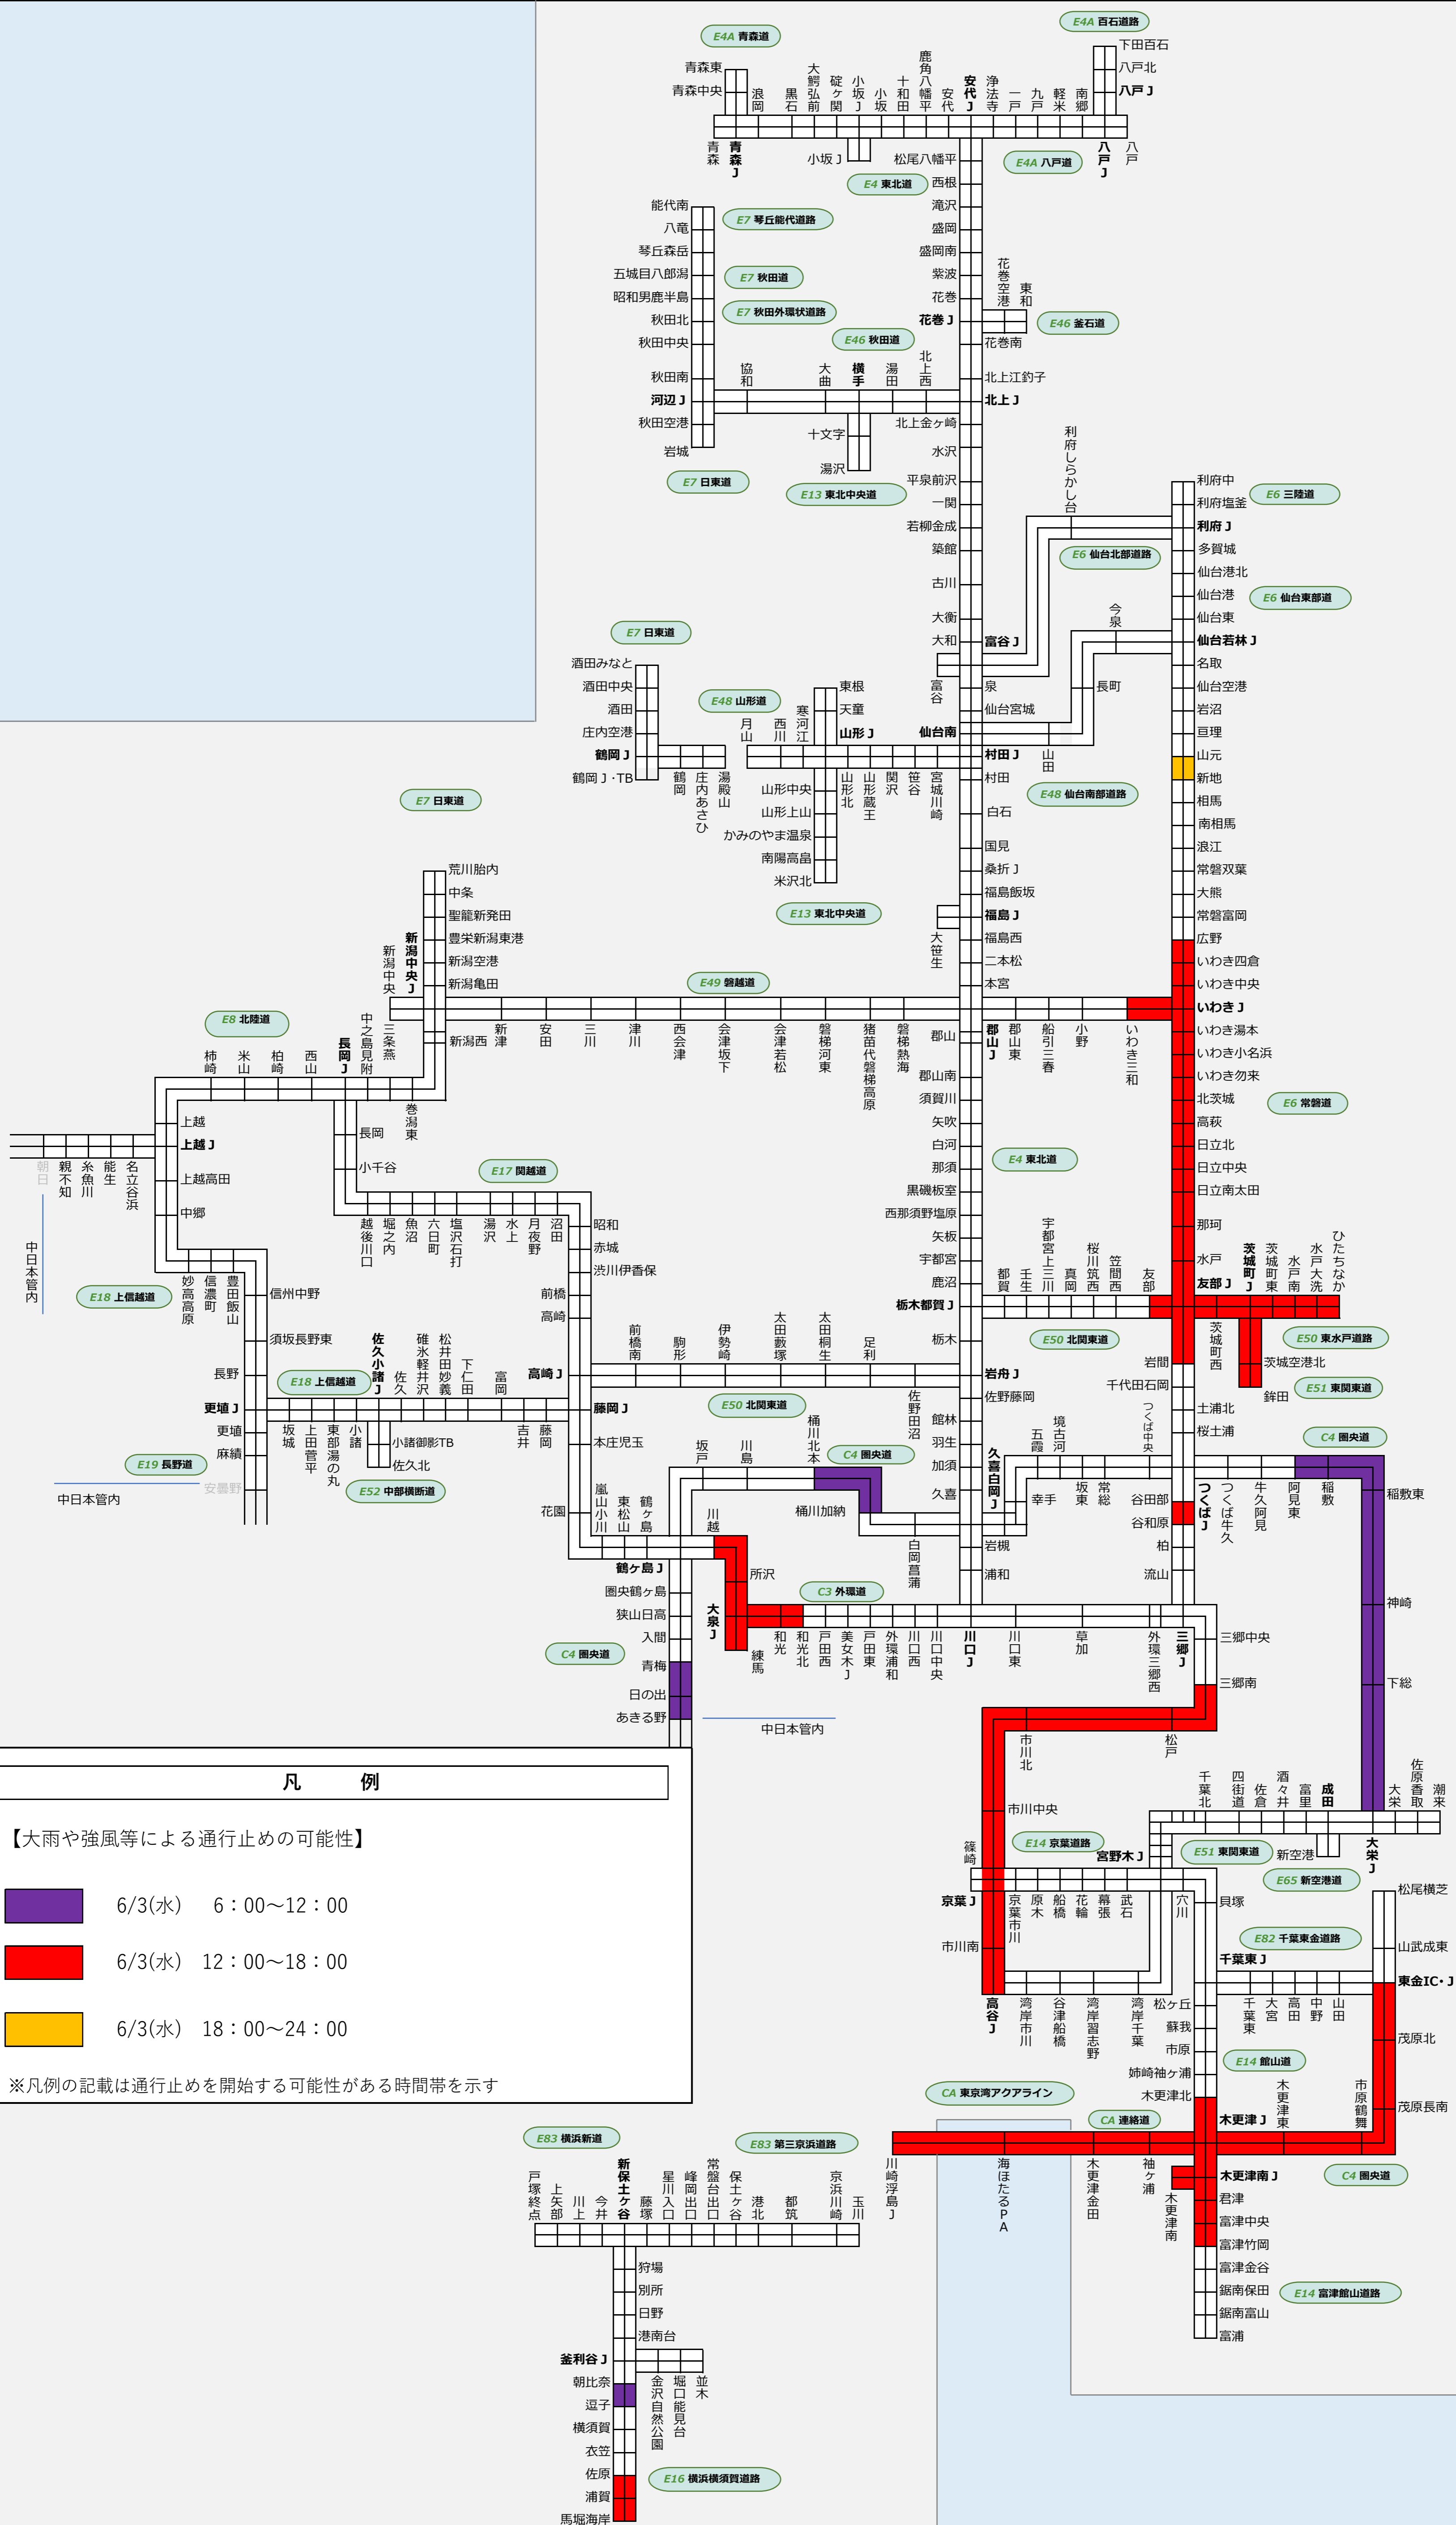 E4A 青森道
E4A 百石道路
下田百石
青森東
八戸北
青森中央
八戸J
浪岡
黒石
大鰐弘前
碇ヶ関
小坂J
小坂
十和田
鹿角八幡平
安代
安代J
浄法寺
一戸
九戸
軽米
南郷
青森
青森J
小坂J
松尾八幡平
E4A 八戸道
八戸J
八戸
E4 東北道
西根
滝沢
盛岡
盛岡南
紫波
花巻
花巻J
花巻空港
東和
E46 釜石道
花巻南
能代南
八竜
琴丘森岳
五城目八郎潟
昭和男鹿半島
秋田北
秋田中央
秋田南
河辺J
秋田空港
岩城
E7 琴丘能代道路
E7 秋田道
E7 秋田外環状道路
E46 秋田道
協和
大曲
横手
湯田
北上西
北上江釣子
北上J
北上金ヶ崎
十文字
湯沢
E7 日東道
E13 東北中央道
水沢
平泉前沢
一関
若柳金成
築館
古川
大衡
大和
富谷J
富谷
泉
仙台宮城
仙台南
村田J
村田
利府しらかし台
利府中
利府塩釜
E6 三陸道
利府J
多賀城
E6 仙台北部道路
仙台港北
仙台港
E6 仙台東部道
仙台東
今泉
仙台若林J
名取
長町
仙台空港
岩沼
亘理
山元
山田
新地
E48 仙台南部道路
相馬
南相馬
浪江
常磐双葉
大熊
常磐富岡
広野
いわき四倉
いわき中央
いわきJ
いわき湯本
いわき小名浜
いわき勿来
北茨城
E6 常磐道
高萩
日立北
日立中央
日立南太田
那珂
水戸
友部J
E7 日東道
酒田みなと
酒田中央
酒田
庄内空港
鶴岡J
鶴岡J・TB
鶴岡
庄内あさひ
湯殿山
E48 山形道
月山
西川
寒河江
東根
天童
山形J
山形中央
山形上山
かみのやま温泉
南陽高畠
米沢北
山形北
山形蔵王
関沢
笹谷
宮城川崎
白石
国見
桑折J
福島飯坂
福島J
大笹生
E13 東北中央道
福島西
二本松
本宮
E7 日東道
荒川胎内
中条
聖籠新発田
豊栄新潟東港
新潟空港
新潟亀田
新潟中央
新潟中央J
新潟西
E49 磐越道
新津
安田
三川
津川
西会津
会津坂下
会津若松
磐梯河東
猪苗代磐梯高原
磐梯熱海
郡山
郡山J
郡山東
船引三春
小野
いわき三和
E8 北陸道
柿崎
米山
柏崎
西山
長岡J
中之島見附
三条燕
巻潟東
上越
上越J
朝日
親不知
糸魚川
能生
名立谷浜
上越高田
中郷
中日本管内
長岡
小千谷
E17 関越道
越後川口
堀之内
魚沼
六日町
塩沢石打
湯沢
水上
月夜野
沼田
昭和
赤城
渋川伊香保
前橋
高崎
高崎J
藤岡J
本庄児玉
花園
E18 上信越道
妙高高原
信濃町
豊田飯山
信州中野
須坂長野東
長野
更埴J
更埴
麻績
安曇野
E19 長野道
中日本管内
E18 上信越道
坂城
上田菅平
東部湯の丸
小諸
佐久小諸J
佐久
碓氷軽井沢
松井田妙義
下仁田
富岡
吉井
藤岡
小諸御影TB
佐久北
E52 中部横断道
郡山南
須賀川
矢吹
白河
E4 東北道
那須
黒磯板室
西那須野塩原
矢板
宇都宮
鹿沼
栃木都賀J
栃木
岩舟J
佐野藤岡
館林
羽生
加須
久喜
久喜白岡J
岩槻
浦和
前橋南
駒形
伊勢崎
太田藪塚
太田桐生
足利
佐野田沼
E50 北関東道
都賀
壬生
宇都宮上三川
真岡
桜川筑西
笠間西
友部
茨城町J
茨城町東
水戸南
水戸大洗
ひたちなか
E50 北関東道
茨城町西
E50 東水戸道路
岩間
茨城空港北
千代田石岡
E51 東関東道
鉾田
土浦北
桜土浦
E4 圏央道
坂戸
川島
桶川北本
C4 圏央道
桶川加納
白岡菖蒲
幸手
五霞
境古河
坂東
常総
つくば中央
つくばJ
谷田部
谷和原
つくば牛久
牛久阿見
阿見東
稲敷
稲敷東
神崎
下総
柏
流山
嵐山小川
東松山
鶴ヶ島
川越
鶴ヶ島J
圏央鶴ヶ島
狭山日高
入間
C4 圏央道
青梅
日の出
あきる野
中日本管内
所沢
大泉J
練馬
C3 外環道
和光
和光北
戸田西
美女木J
戸田東
外環浦和
川口西
川口中央
川口J
川口東
草加
外環三郷西
三郷J
三郷中央
三郷南
市川北
松戸
市川中央
篠崎
京葉J
市川南
高谷J
E14 京葉道路
宮野木J
京葉市川
原木
船橋
花輪
幕張
武石
穴川
貝塚
千葉北
四街道
佐倉
酒々井
富里
成田
大栄
佐原香取
潮来
E51 東関東道
新空港
大栄J
E65 新空港道
松尾横芝
山武成東
E82 千葉東金道路
千葉東J
東金IC・J
湾岸市川
谷津船橋
湾岸習志野
湾岸千葉
松ヶ丘
蘇我
市原
姉崎袖ヶ浦
木更津北
千葉東
大宮
高田
中野
山田
茂原北
茂原長南
E14 館山道
木更津J
木更津東
市原鶴舞
CA 東京湾アクアライン
CA 連絡道
川崎浮島J
海ほたるPA
木更津金田
袖ヶ浦
木更津南
木更津南J
C4 圏央道
君津
富津中央
富津竹岡
富津金谷
鋸南保田
E14 富津館山道路
鋸南富山
富浦
凡 例
【大雨や強風等による通行止めの可能性】
6/3(水) 6：00～12：00
6/3(水) 12：00～18：00
6/3(水) 18：00～24：00
※凡例の記載は通行止めを開始する可能性がある時間帯を示す
E83 横浜新道
E83 第三京浜道路
戸塚終点
上矢部
川上
今井
新保土ヶ谷
藤塚
星川入口
峰岡出口
常盤台出口
保土ヶ谷
港北
都筑
京浜川崎
玉川
狩場
別所
日野
港南台
釜利谷J
朝比奈
逗子
横須賀
衣笠
佐原
浦賀
馬堀海岸
金沢自然公園
堀口能見台
並木
E16 横浜横須賀道路